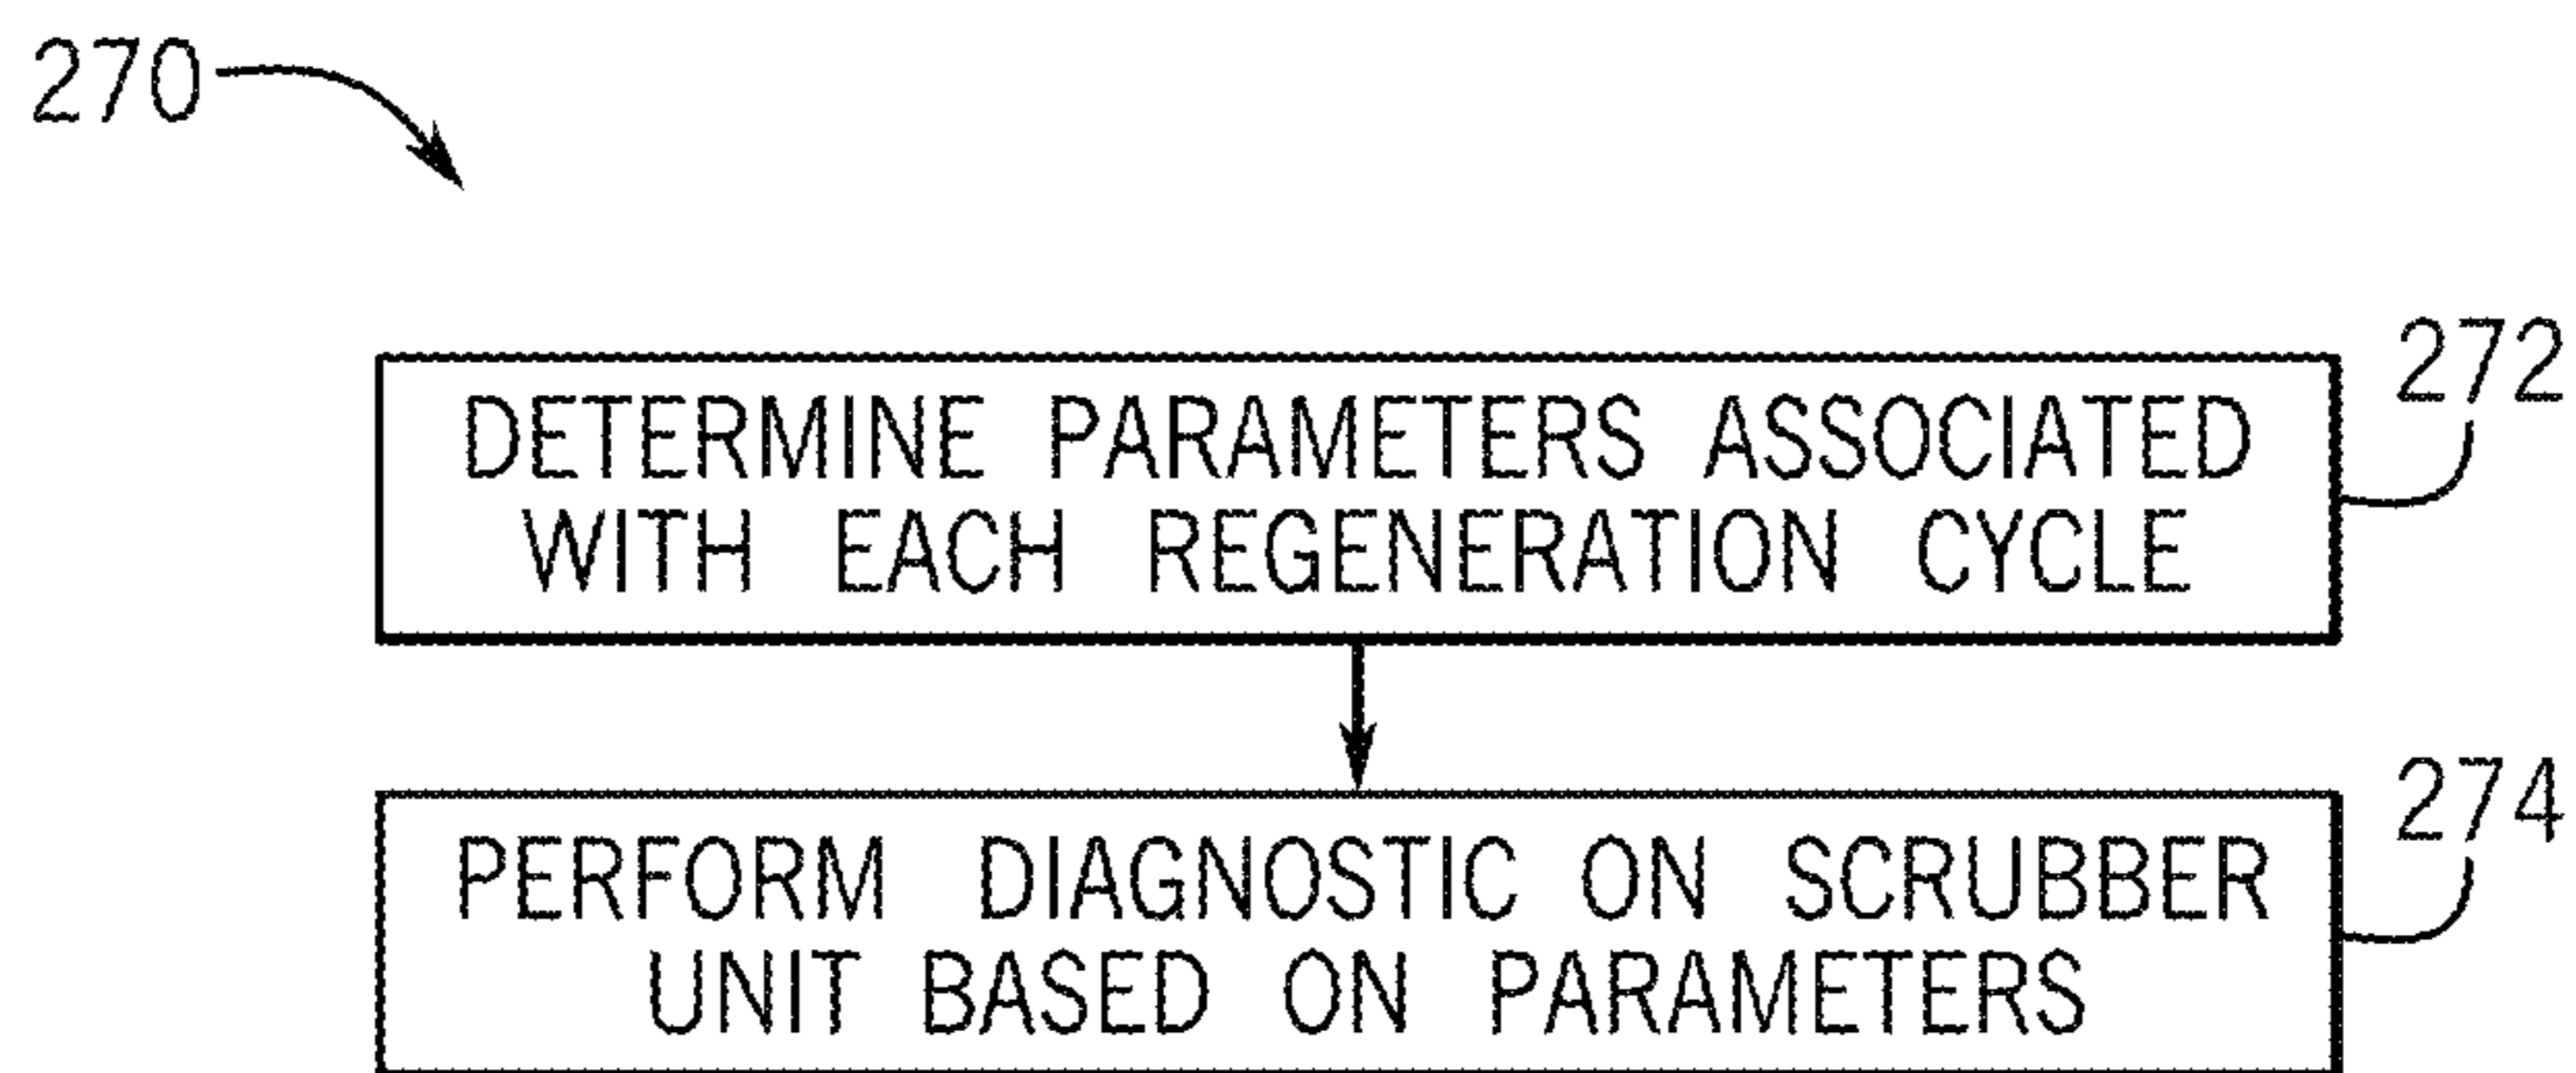 270
272
DETERMINE PARAMETERS ASSOCIATED
WITH EACH REGENERATION CYCLE
274
PERFORM DIAGNOSTIC ON SCRUBBER
UNIT BASED ON PARAMETERS